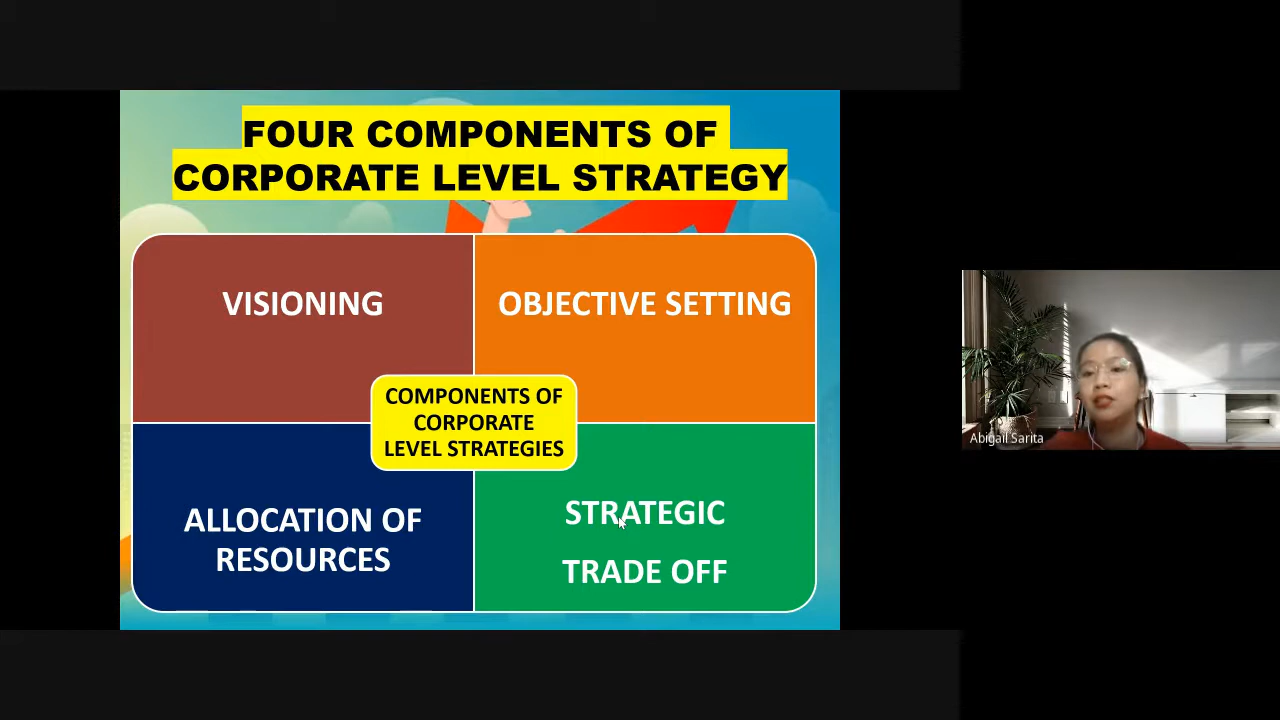 FOUR COMPONENTS OF
CORPORATE LEVEL STRATEGY
VISIONING
OBJECTIVE SETTING
COMPONENTS OF
CORPORATE
LEVEL STRATEGIES
ALLOCATION OF
RESOURCES
STRATEGIC
TRADE OFF
Abigail Sarita